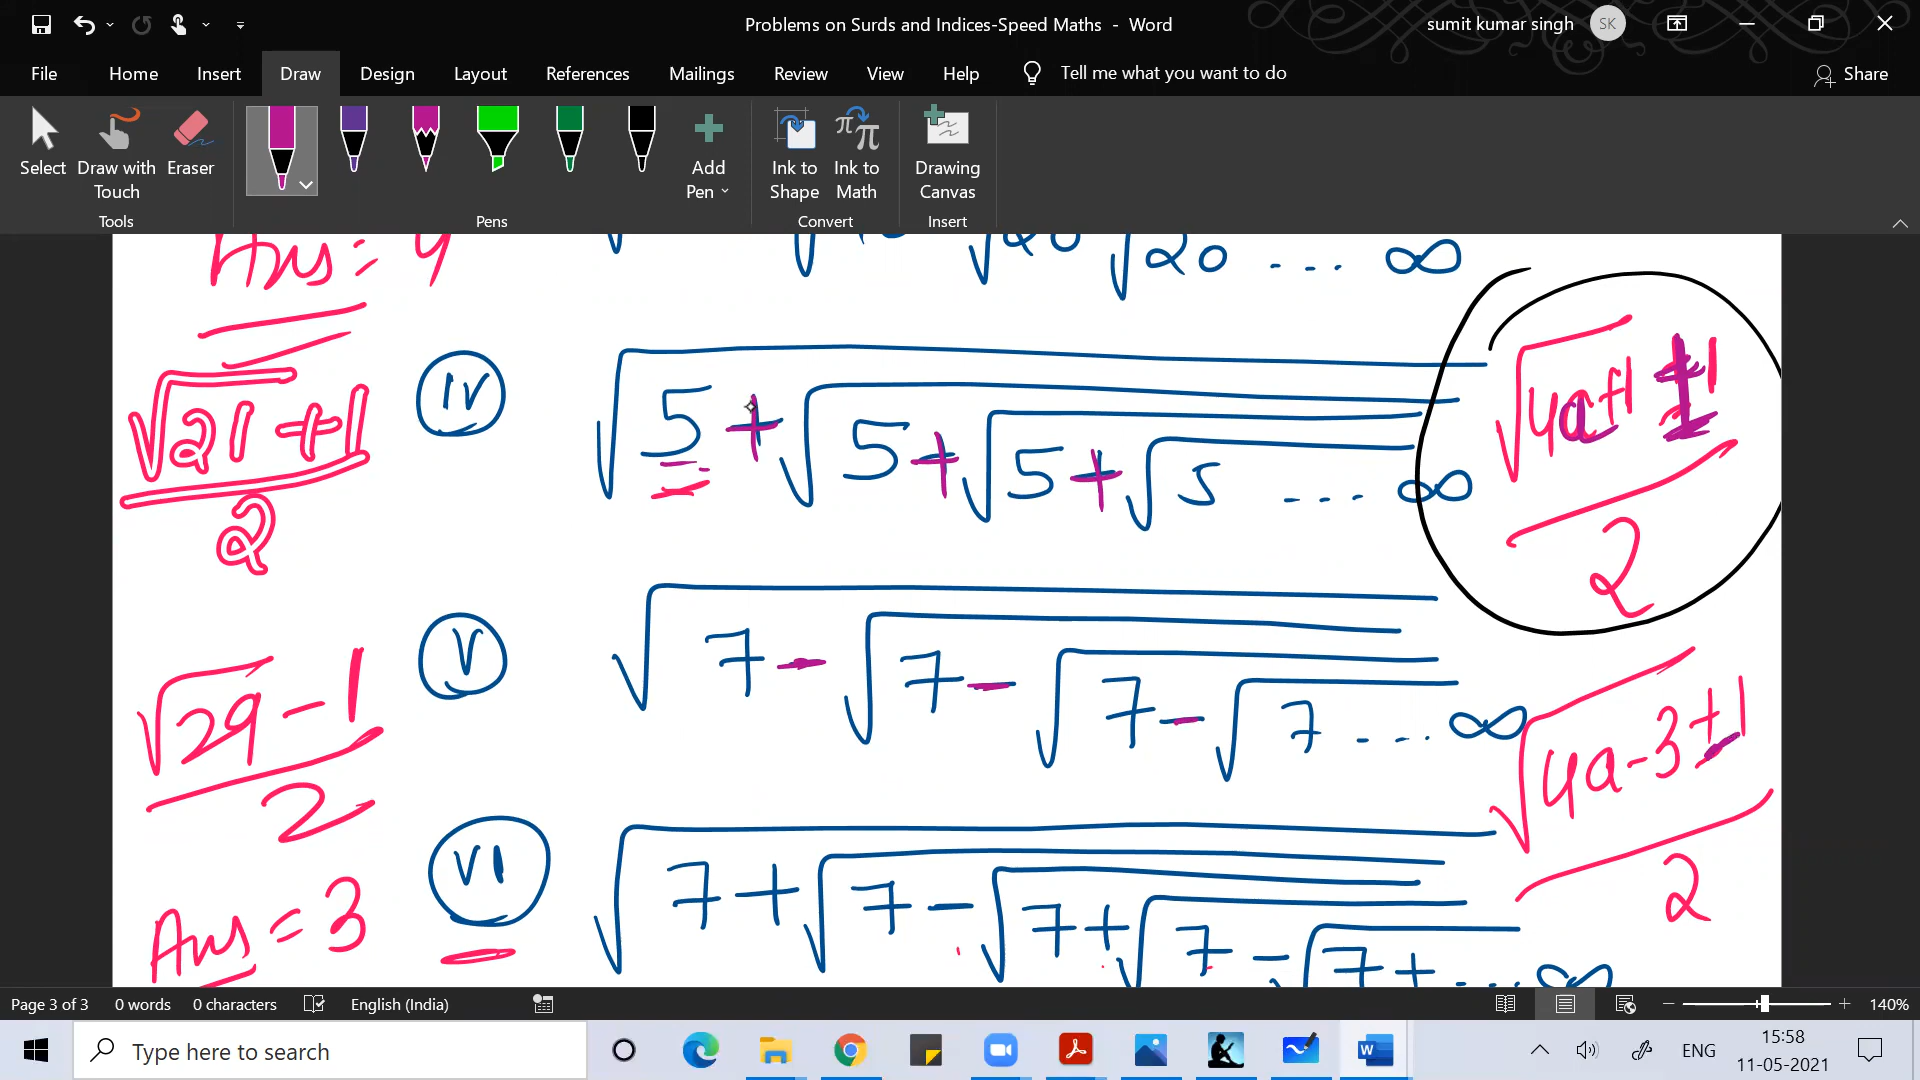 Problems on Surds and Indices-Speed Maths - Word
sumit kumar singh
SK
File Home Insert Draw Design Layout References Mailings Review View Help Tell me what you want to do Share
Select Draw with Touch Eraser
Add Pen
Ink to Shape
Ink to Math
Drawing Canvas
Tools Pens Convert Insert
Ans = 4
√20 √20 ... ∞
(iv) √5 + √5 + √5 + √5 ... ∞
√21 + 1
2
√4a+1 ± 1
2
(v) √7 - √7 - √7 - √7 ... ∞
√29 - 1
2
√4a-3 ± 1
2
(vi) √7 + √7 - √7 + √7 - √7 + ... ∞
Ans = 3
Page 3 of 3 0 words 0 characters English (India) 140%
Type here to search
ENG
15:58
11-05-2021